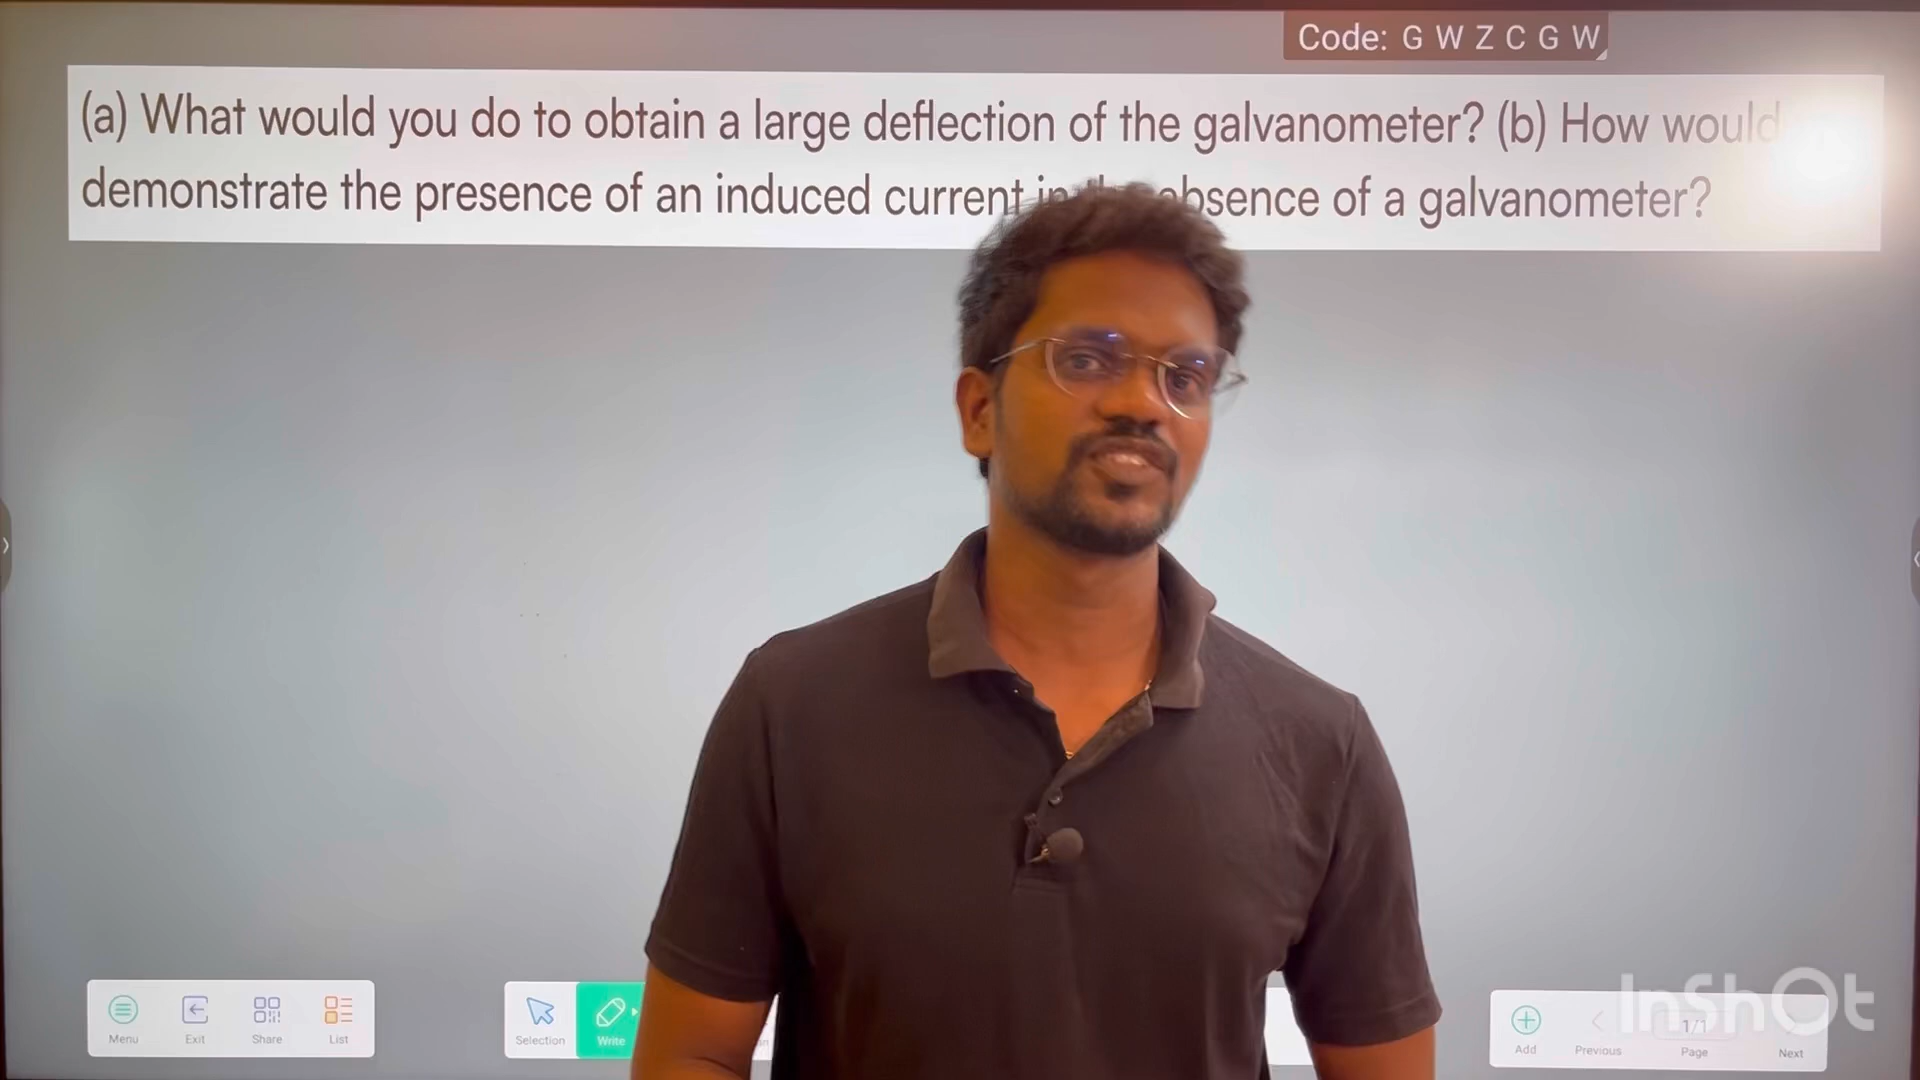 Code: G W Z C G W
(a) What would you do to obtain a large deflection of the galvanometer? (b) How would
demonstrate the presence of an induced current in absence of a galvanometer?
Menu
Exit
Share
List
Selection
Write
Add
Previous
1/1
Page
Next
InShOt